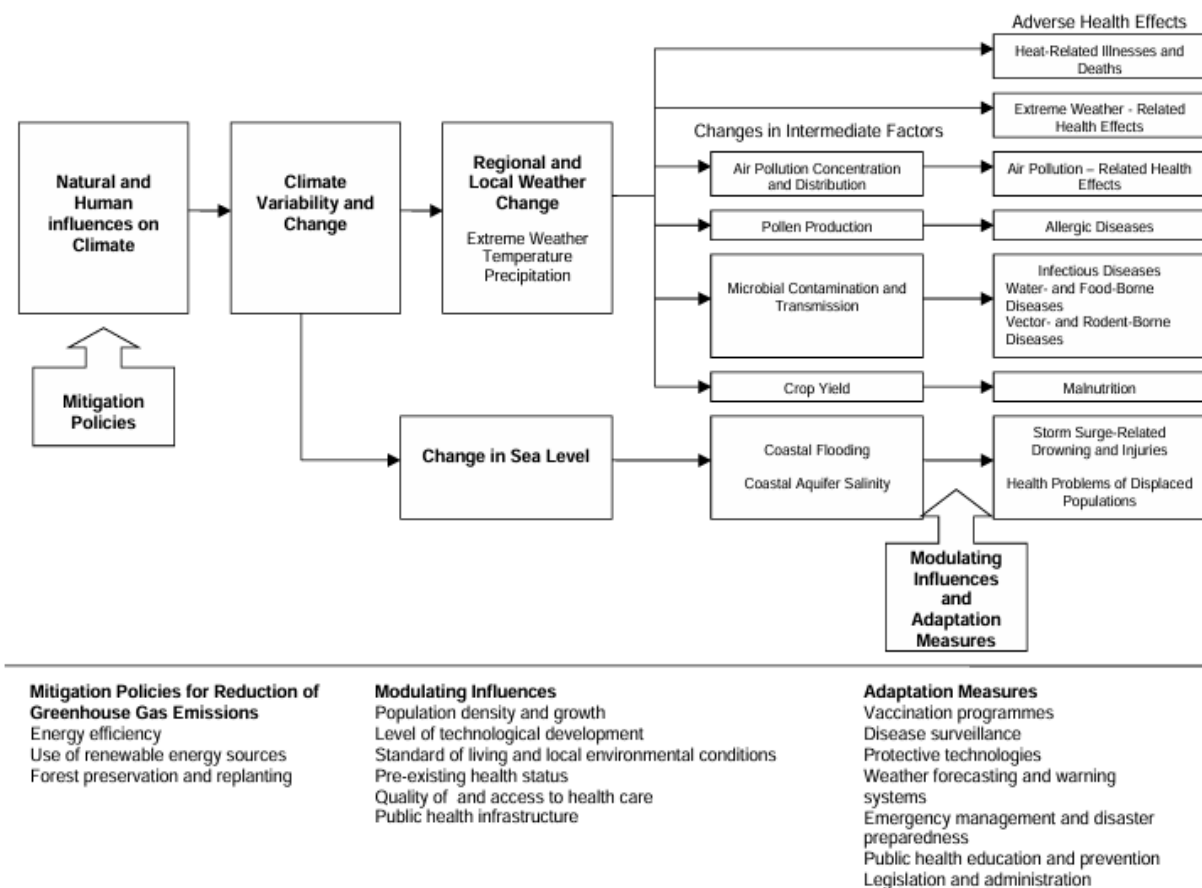 Adverse Health Effects
Heat-Related Illnesses and
Deaths
Extreme Weather - Related
Health Effects
Changes in Intermediate Factors
Natural and
Human
influences on
Climate
Climate
Variability and
Change
Regional and
Local Weather
Change
Extreme Weather
Temperature
Precipitation
Air Pollution Concentration
and Distribution
Air Pollution – Related Health
Effects
Pollen Production
Allergic Diseases
Microbial Contamination and
Transmission
Infectious Diseases
Water- and Food-Borne
Diseases
Vector- and Rodent-Borne
Diseases
Crop Yield
Malnutrition
Mitigation
Policies
Change in Sea Level
Coastal Flooding
Coastal Aquifer Salinity
Storm Surge-Related
Drowning and Injuries
Health Problems of Displaced
Populations
Modulating
Influences
and
Adaptation
Measures
Mitigation Policies for Reduction of
Greenhouse Gas Emissions
Energy efficiency
Use of renewable energy sources
Forest preservation and replanting
Modulating Influences
Population density and growth
Level of technological development
Standard of living and local environmental conditions
Pre-existing health status
Quality of and access to health care
Public health infrastructure
Adaptation Measures
Vaccination programmes
Disease surveillance
Protective technologies
Weather forecasting and warning
systems
Emergency management and disaster
preparedness
Public health education and prevention
Legislation and administration